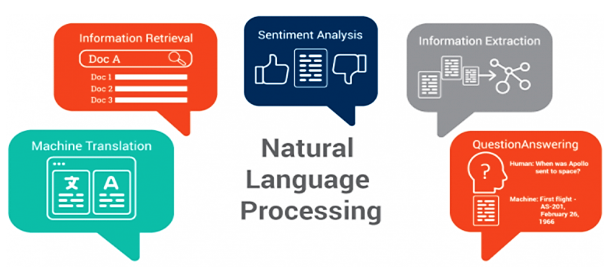 Information Retrieval
Doc A
Doc 1
Doc 2
Doc 3
Sentiment Analysis
Information Extraction
Machine Translation
文 A
Natural
Language
Processing
QuestionAnswering
?
Human: When was Apollo
sent to space?
Machine: First flight -
AS-201,
February 26,
1966